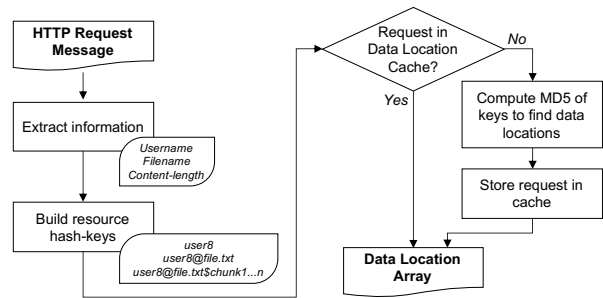 HTTP Request
Message
Extract information
Username
Filename
Content-length
Build resource
hash-keys
user8
user8@file.txt
user8@file.txt$chunk1...n
Request in
Data Location
Cache?
No
Yes
Compute MD5 of
keys to find data
locations
Store request in
cache
Data Location
Array